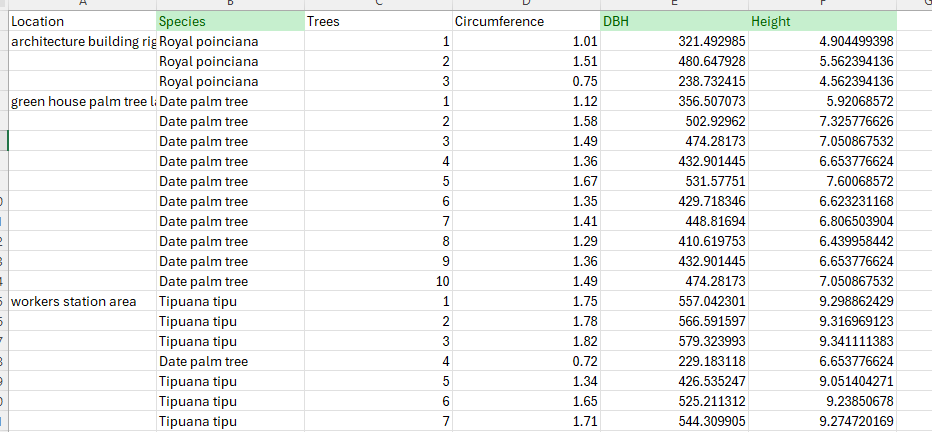 A B C D E F G
Location Species Trees Circumference DBH Height
architecture building rig Royal poinciana 1 1.01 321.492985 4.904499398
Royal poinciana 2 1.51 480.647928 5.562394136
Royal poinciana 3 0.75 238.732415 4.562394136
green house palm tree l Date palm tree 1 1.12 356.507073 5.92068572
Date palm tree 2 1.58 502.92962 7.325776626
Date palm tree 3 1.49 474.28173 7.050867532
Date palm tree 4 1.36 432.901445 6.653776624
Date palm tree 5 1.67 531.57751 7.60068572
Date palm tree 6 1.35 429.718346 6.623231168
Date palm tree 7 1.41 448.81694 6.806503904
Date palm tree 8 1.29 410.619753 6.439958442
Date palm tree 9 1.36 432.901445 6.653776624
Date palm tree 10 1.49 474.28173 7.050867532
workers station area Tipuana tipu 1 1.75 557.042301 9.298862429
Tipuana tipu 2 1.78 566.591597 9.316969123
Tipuana tipu 3 1.82 579.323993 9.341111383
Date palm tree 4 0.72 229.183118 6.653776624
Tipuana tipu 5 1.34 426.535247 9.051404271
Tipuana tipu 6 1.65 525.211312 9.23850678
Tipuana tipu 7 1.71 544.309905 9.274720169